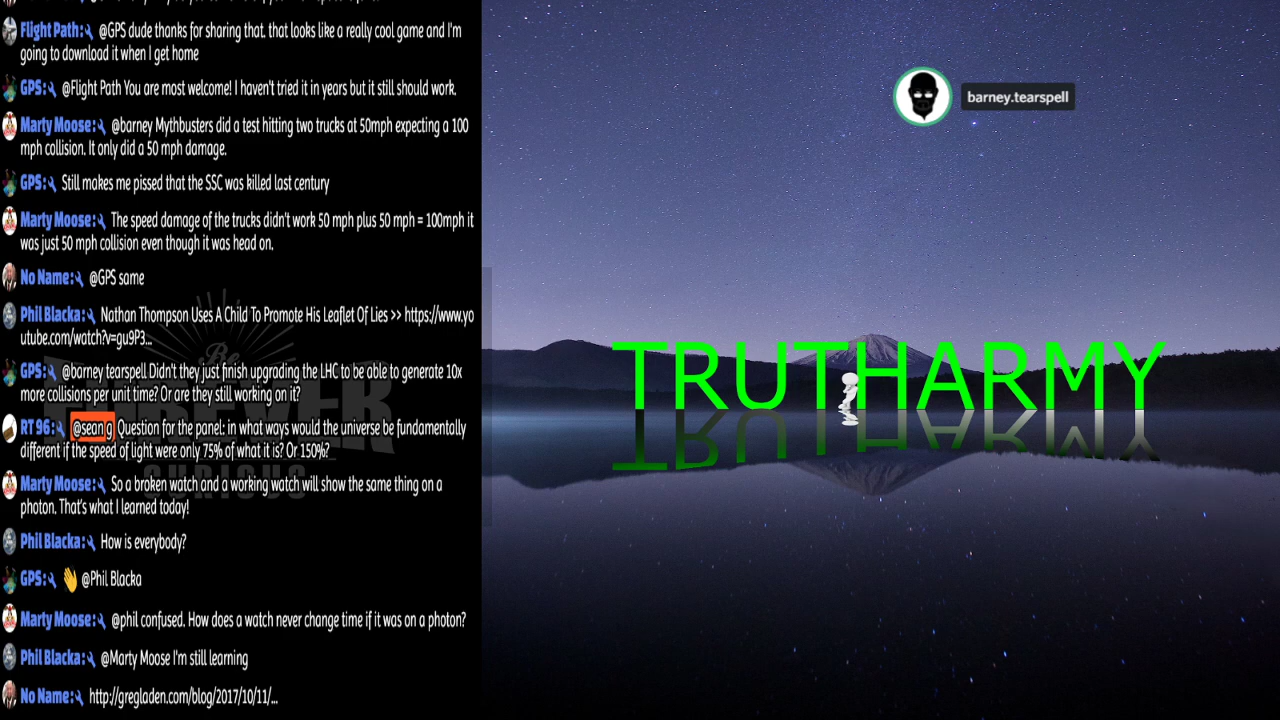 Flight Path: @GPS dude thanks for sharing that. that looks like a really cool game and I'm
going to download it when I get home
GPS: @Flight Path You are most welcome! I haven't tried it in years but it still should work.
Marty Moose: @barney Mythbusters did a test hitting two trucks at 50mph expecting a 100
mph collision. It only did a 50 mph damage.
GPS: Still makes me pissed that the SSC was killed last century
Marty Moose: The speed damage of the trucks didn't work 50 mph plus 50 mph = 100mph it
was just 50 mph collision even though it was head on.
No Name: @GPS same
Phil Blacka: Nathan Thompson Uses A Child To Promote His Leaflet Of Lies >> https://www.yo
utube.com/watch?v=gu9P3...
GPS: @barney tearspell Didn't they just finish upgrading the LHC to be able to generate 10x
more collisions per unit time? Or are they still working on it?
RT 96: @sean g Question for the panel: in what ways would the universe be fundamentally
different if the speed of light were only 75% of what it is? Or 150%?
Marty Moose: So a broken watch and a working watch will show the same thing on a
photon. That's what I learned today!
Phil Blacka: How is everybody?
GPS: 👋 @Phil Blacka
Marty Moose: @phil confused. How does a watch never change time if it was on a photon?
Phil Blacka: @Marty Moose I'm still learning
No Name: http://gregladen.com/blog/2017/10/11/...
Be
FOREVER
CURIOUS
barney.tearspell
TRUTHARMY